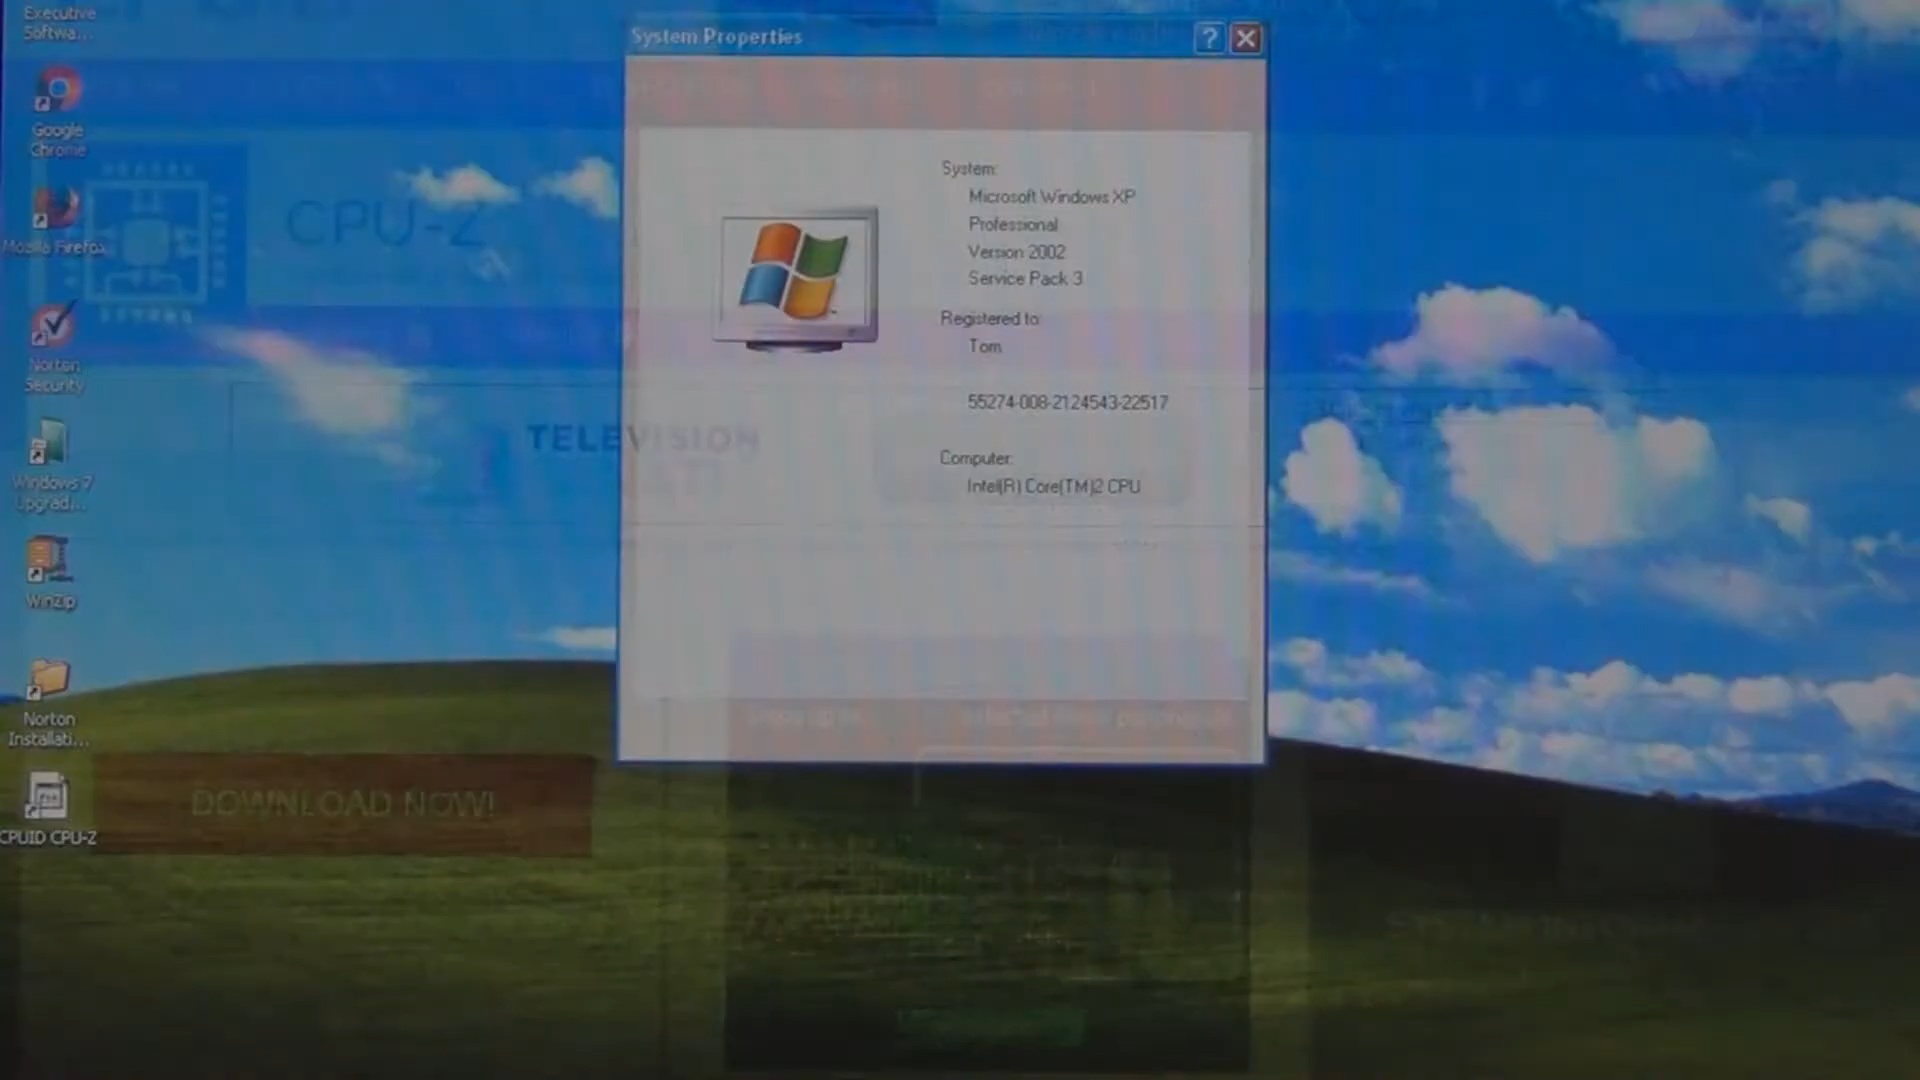 Executive
Softwa...
Google
Chrome
Mozilla Firefox
Norton
Security
Windows 7
Upgrad...
WinZip
Norton
Installati...
CPUID CPU-Z
CPU-Z
TELEVISION
DOWNLOAD NOW!
System Properties
System:
Microsoft Windows XP
Professional
Version 2002
Service Pack 3
Registered to:
Tom
55274-008-2124543-22517
Computer:
Intel(R) Core(TM)2 CPU